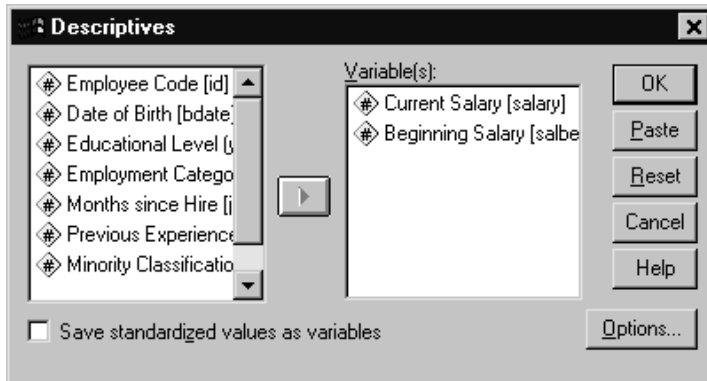 Descriptives
Employee Code [id]
Date of Birth [bdate]
Educational Level (y
Employment Catego
Months since Hire [j
Previous Experience
Minority Classificatio
Variable(s):
Current Salary [salary]
Beginning Salary [salbe
OK
Paste
Reset
Cancel
Help
Save standardized values as variables
Options...